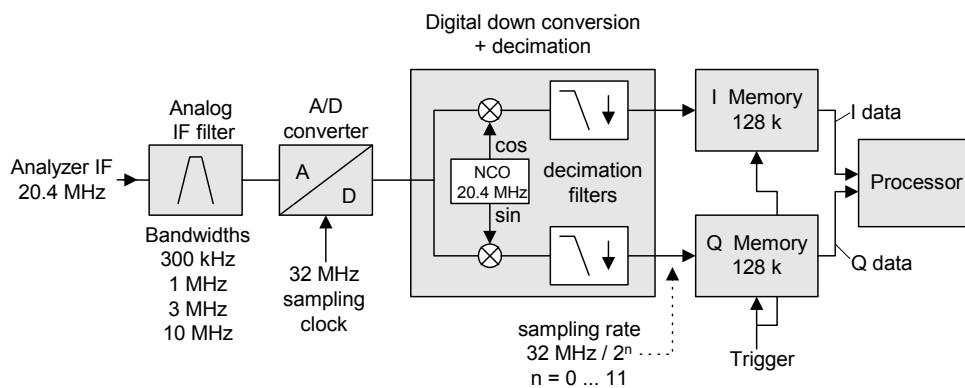 Digital down conversion
+ decimation
Analog
IF filter
A/D
converter
Analyzer IF
20.4 MHz
A
D
Bandwidths
300 kHz
1 MHz
3 MHz
10 MHz
32 MHz
sampling
clock
cos
NCO
20.4 MHz
sin
decimation
filters
I Memory
128 k
Q Memory
128 k
I data
Q data
Processor
sampling rate
32 MHz / 2ⁿ
n = 0 ... 11
Trigger